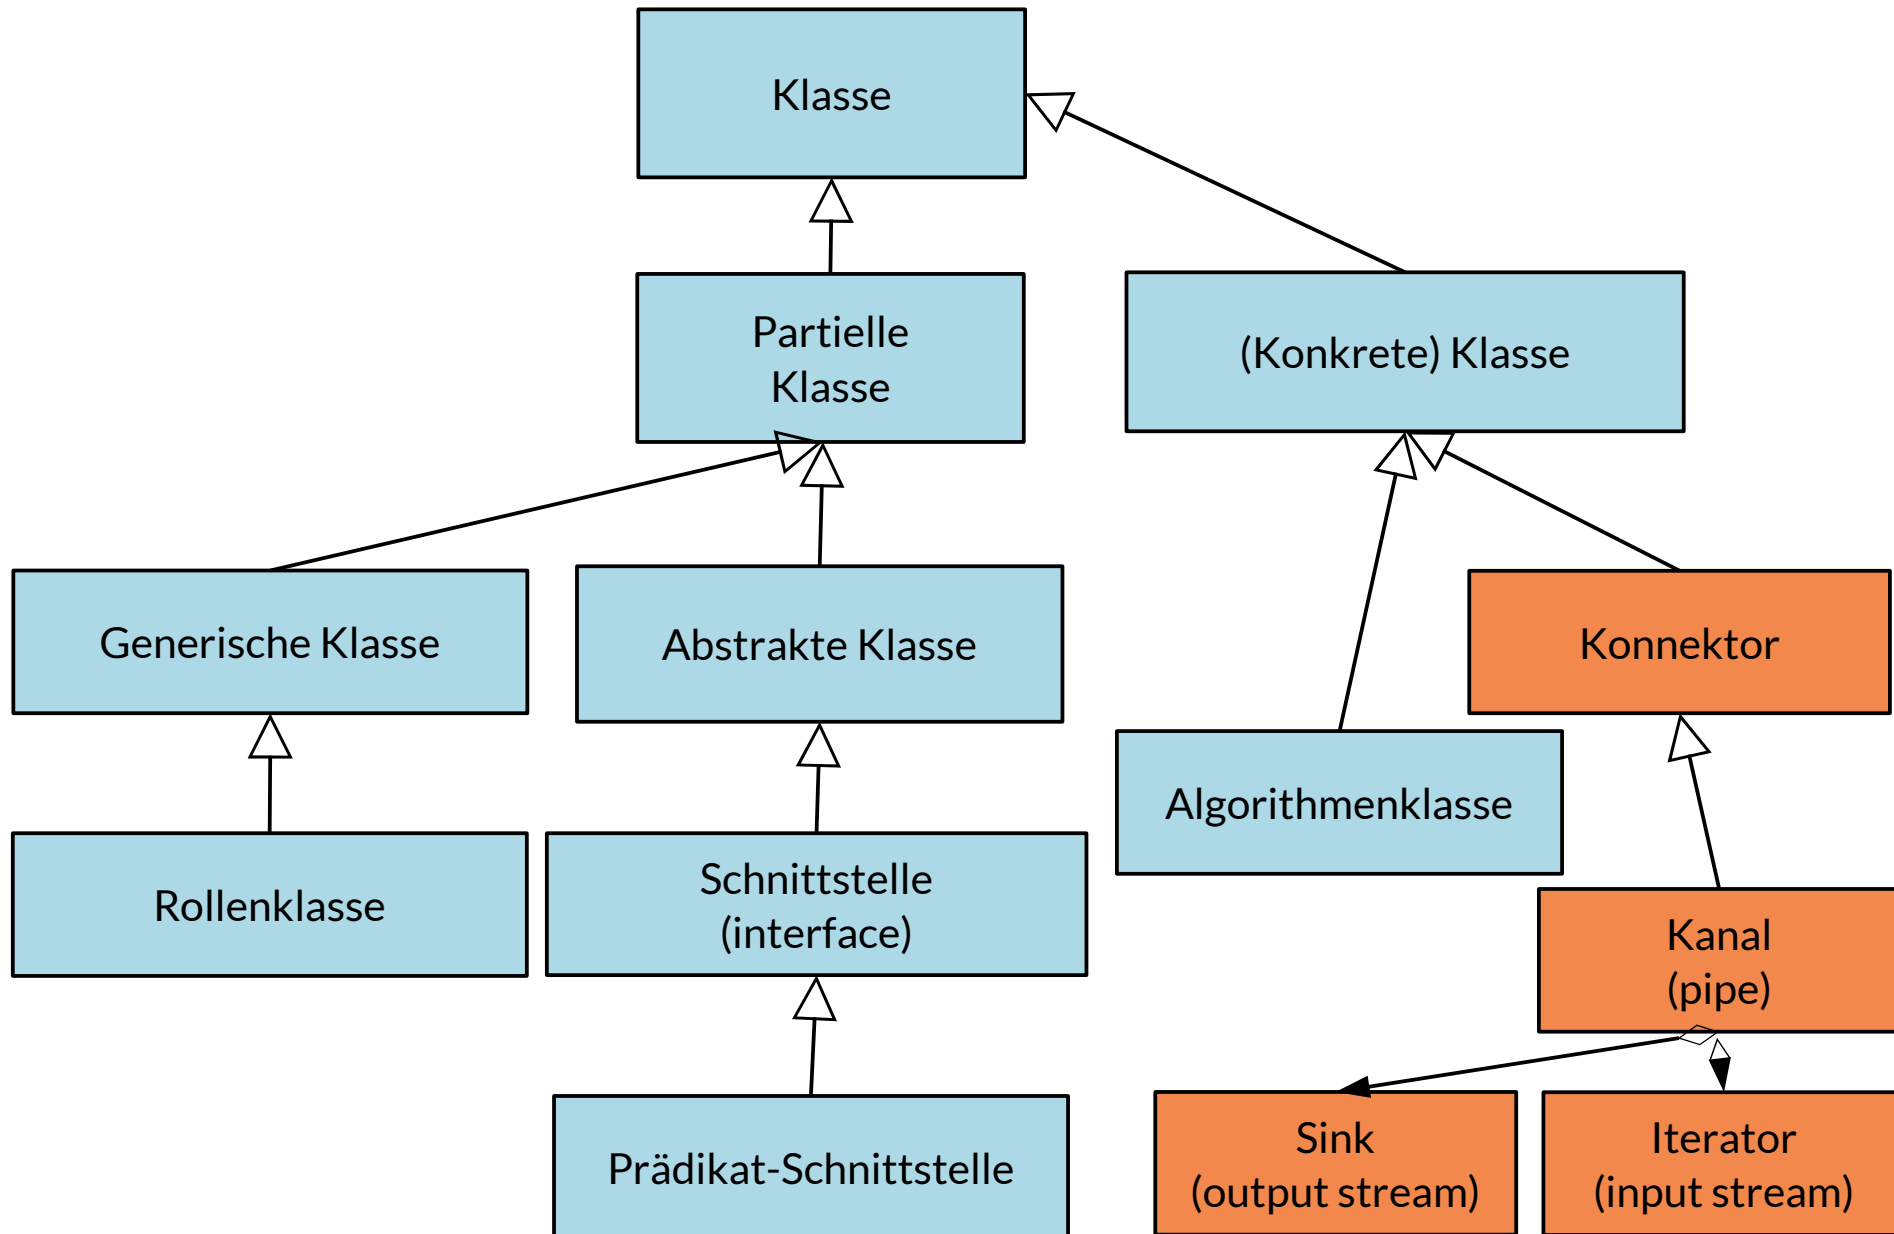 Klasse
Partielle
Klasse
(Konkrete) Klasse
Generische Klasse
Abstrakte Klasse
Konnektor
Algorithmenklasse
Rollenklasse
Schnittstelle
(interface)
Kanal
(pipe)
Prädikat-Schnittstelle
Sink
(output stream)
Iterator
(input stream)